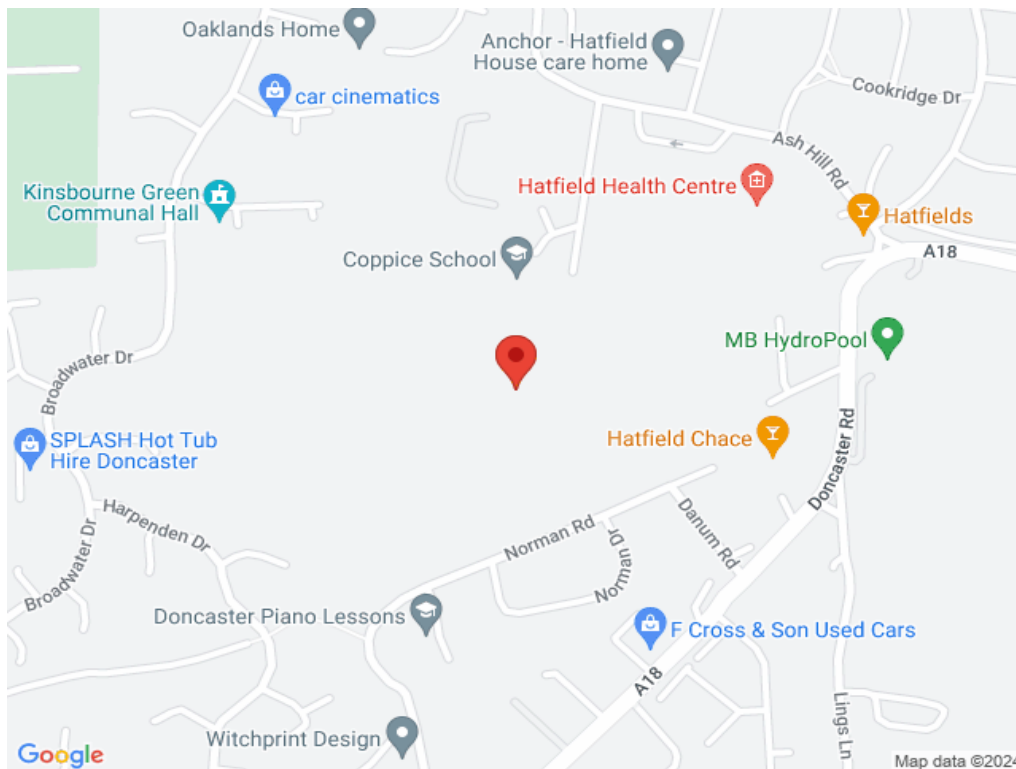 Oaklands Home
Anchor - Hatfield
House care home
car cinematics
Cookridge Dr
Ash Hill Rd
Kinsbourne Green
Communal Hall
Hatfield Health Centre
Hatfields
A18
Coppice School
MB HydroPool
Broadwater Dr
SPLASH Hot Tub
Hire Doncaster
Hatfield Chace
Doncaster Rd
Harpenden Dr
Norman Rd
Danum Rd
Broadwater Dr
Norman Dr
Doncaster Piano Lessons
F Cross & Son Used Cars
A18
Lings Ln
Witchprint Design
Google
Map data ©2024